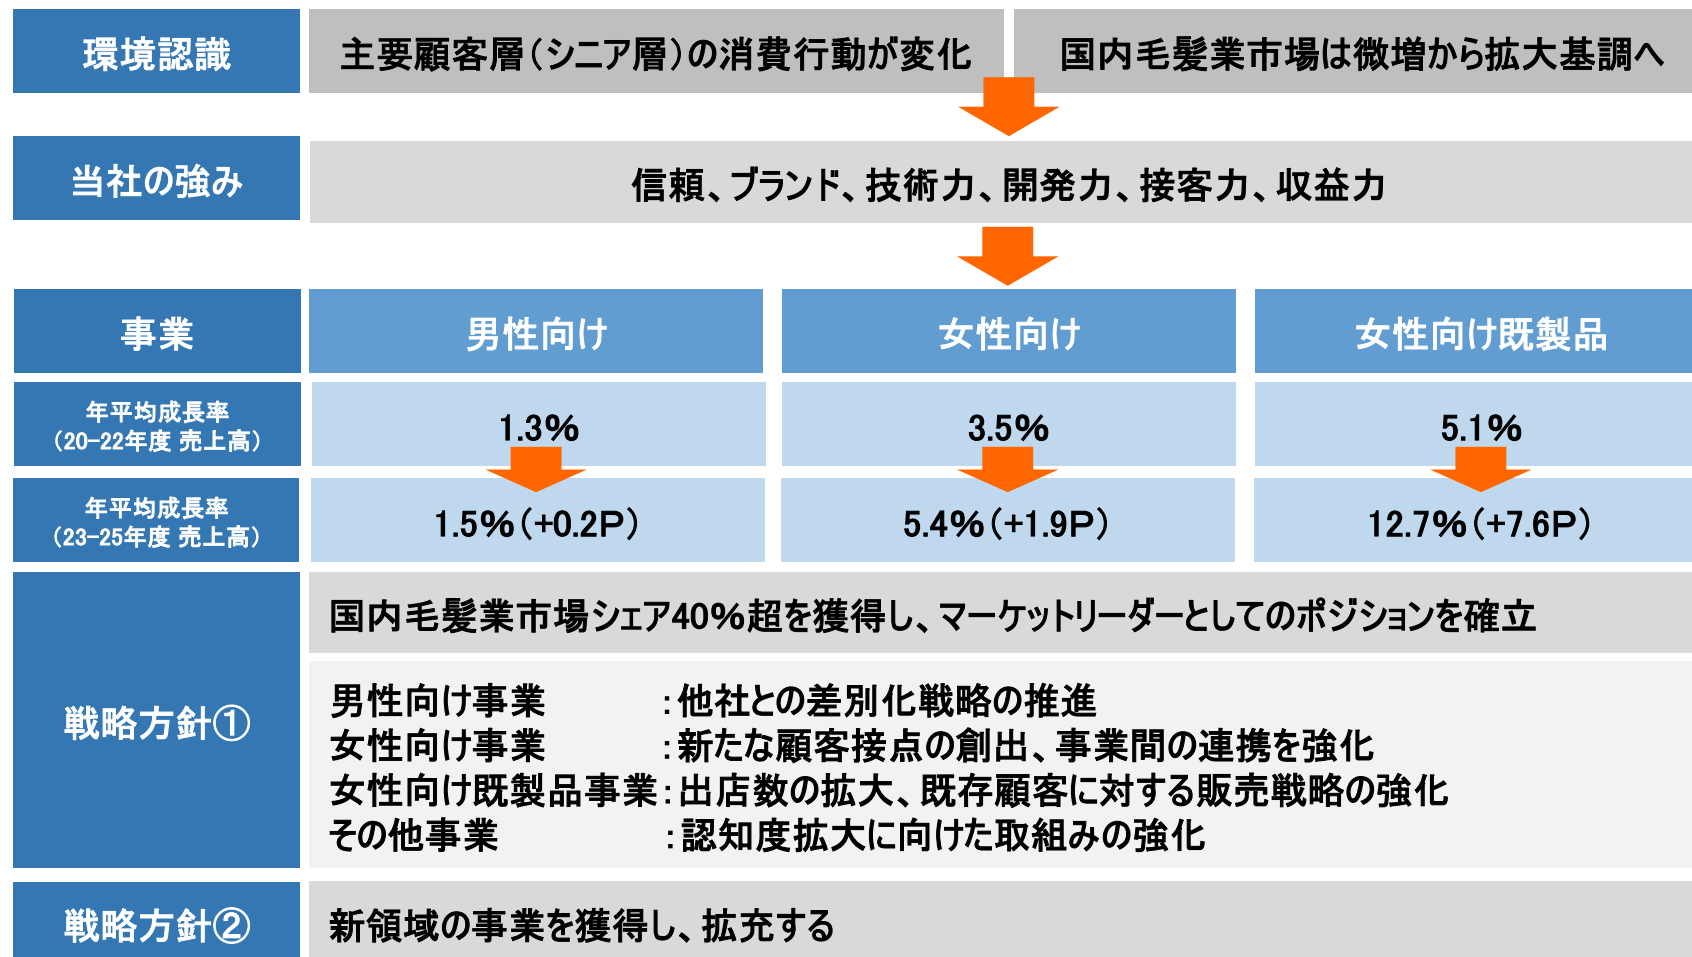 環境認識
主要顧客層（シニア層）の消費行動が変化
国内毛髪業市場は微増から拡大基調へ
当社の強み
信頼、ブランド、技術力、開発力、接客力、収益力
事業
男性向け
女性向け
女性向け既製品
年平均成長率
（20-22年度 売上高）
1.3%
3.5%
5.1%
年平均成長率
（23-25年度 売上高）
1.5%（+0.2P）
5.4%（+1.9P）
12.7%（+7.6P）
戦略方針①
国内毛髪業市場シェア40%超を獲得し、マーケットリーダーとしてのポジションを確立
男性向け事業　　　：他社との差別化戦略の推進
女性向け事業　　　：新たな顧客接点の創出、事業間の連携を強化
女性向け既製品事業：出店数の拡大、既存顧客に対する販売戦略の強化
その他事業　　　　：認知度拡大に向けた取組みの強化
戦略方針②
新領域の事業を獲得し、拡充する